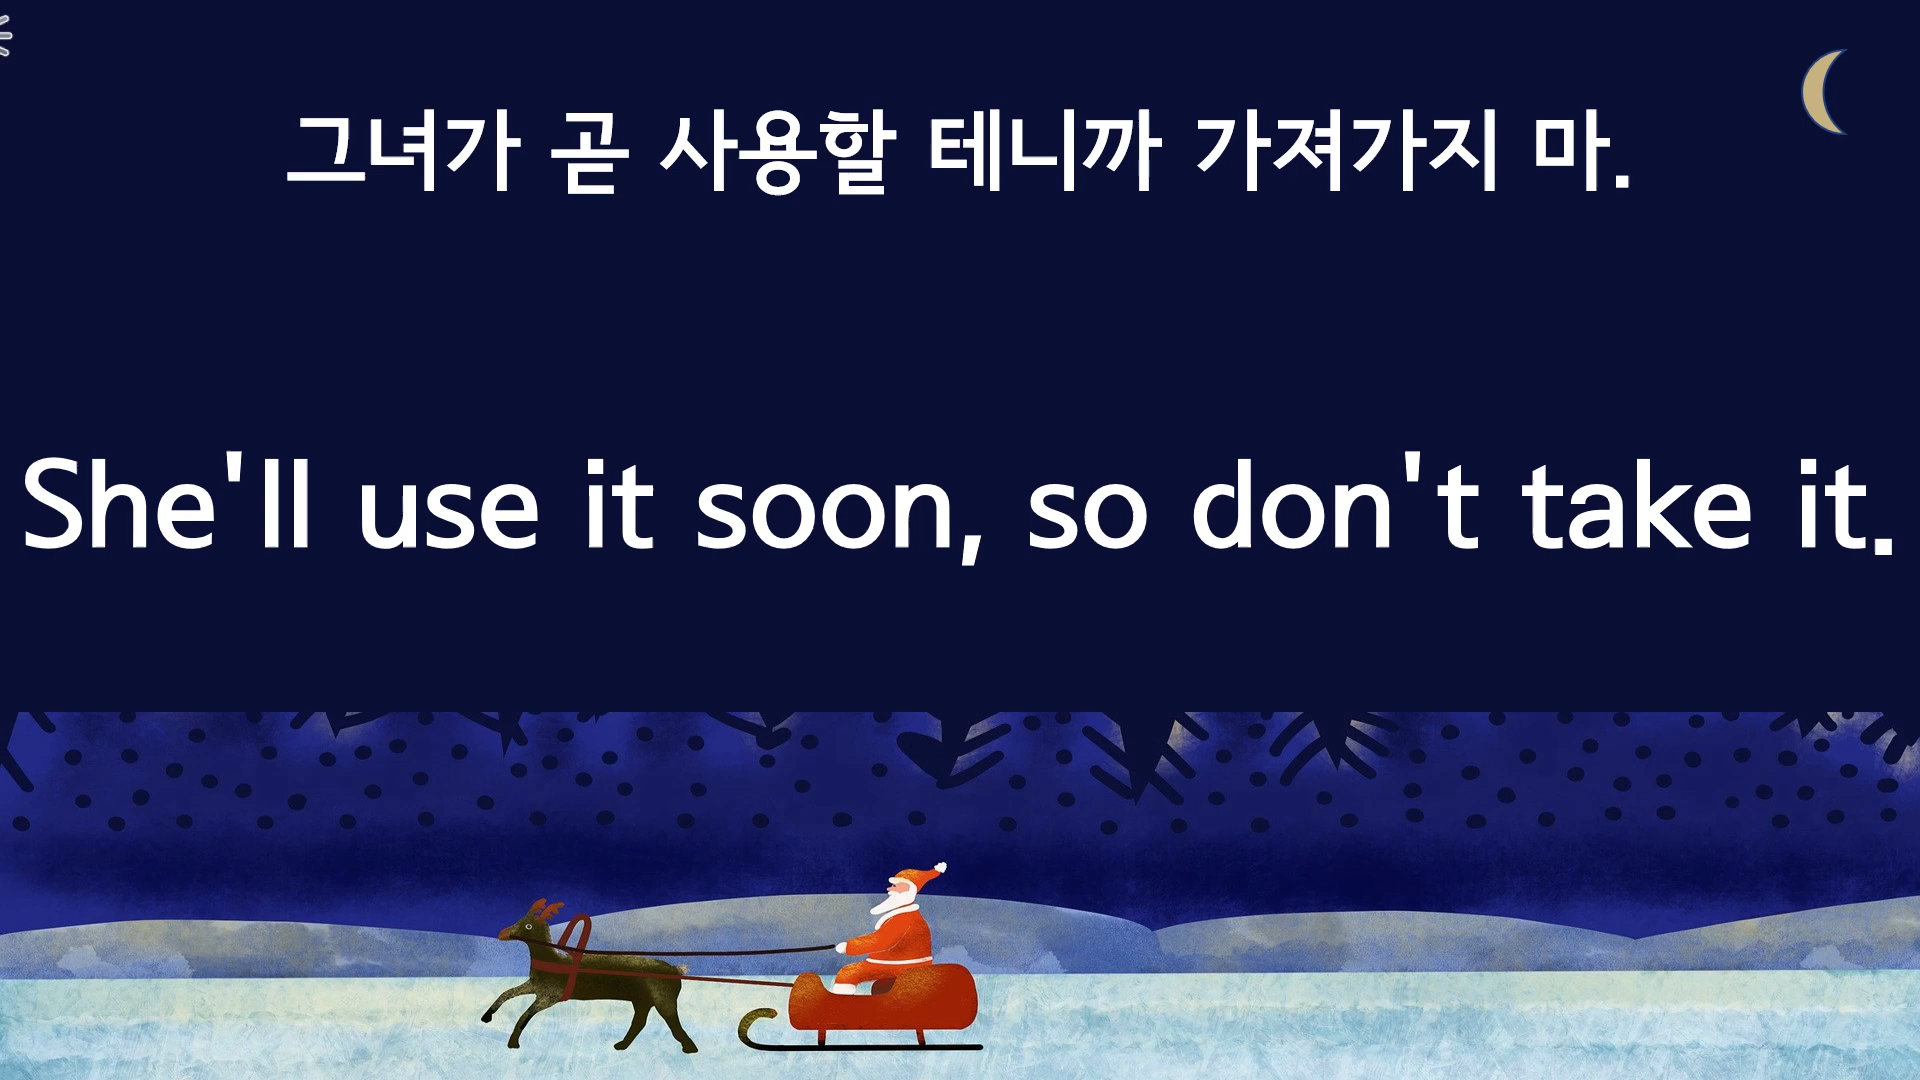 그녀가 곧 사용할 테니까 가져가지 마.
She'll use it soon, so don't take it.